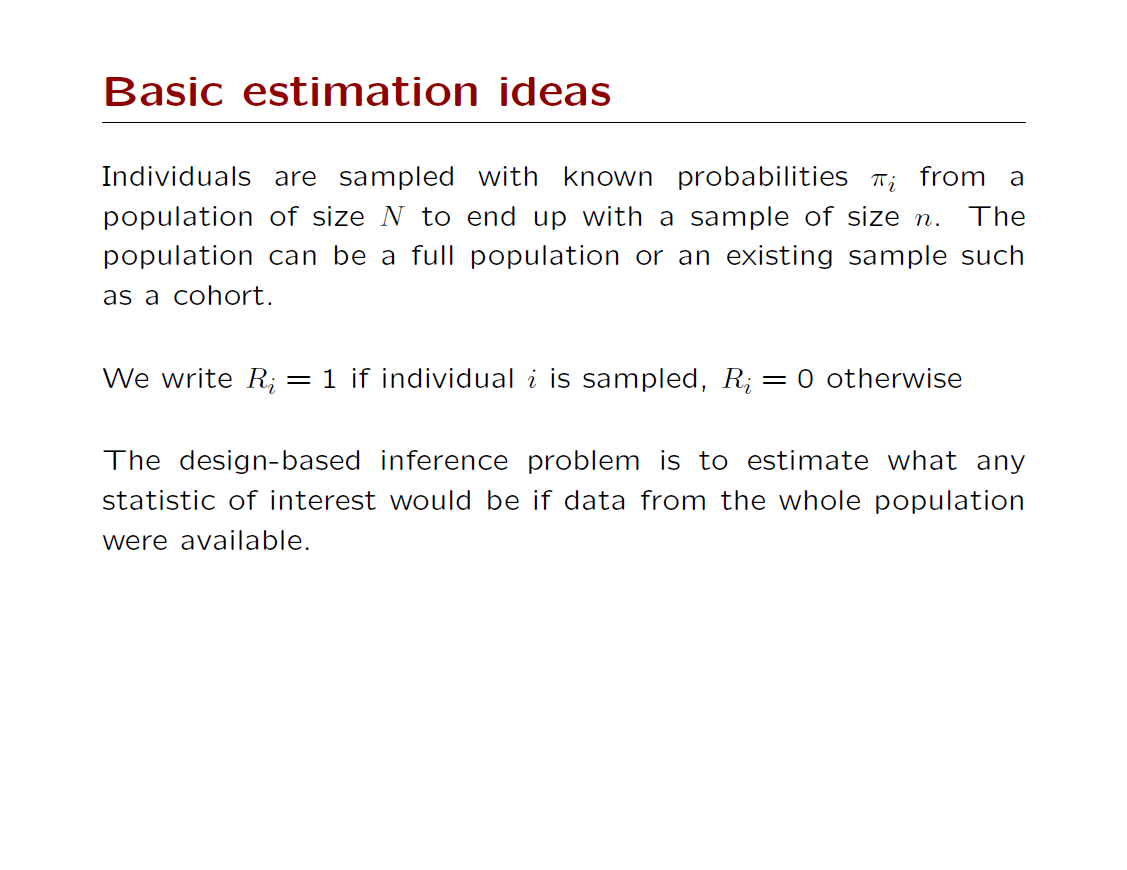 Basic estimation ideas
Individuals are sampled with known probabilities πᵢ from a
population of size N to end up with a sample of size n. The
population can be a full population or an existing sample such
as a cohort.
We write Rᵢ = 1 if individual i is sampled, Rᵢ = 0 otherwise
The design-based inference problem is to estimate what any
statistic of interest would be if data from the whole population
were available.